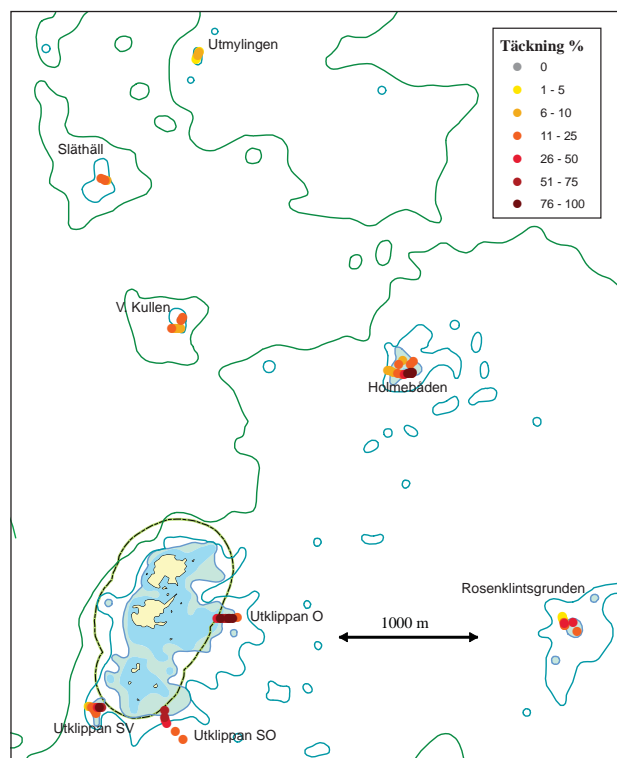 Utmylingen
Täckning %
0
1 - 5
6 - 10
11 - 25
26 - 50
51 - 75
76 - 100
Släthäll
V. Kullen
Holmebåden
Rosenklintsgrunden
Utklippan O
1000 m
Utklippan SV
Utklippan SO